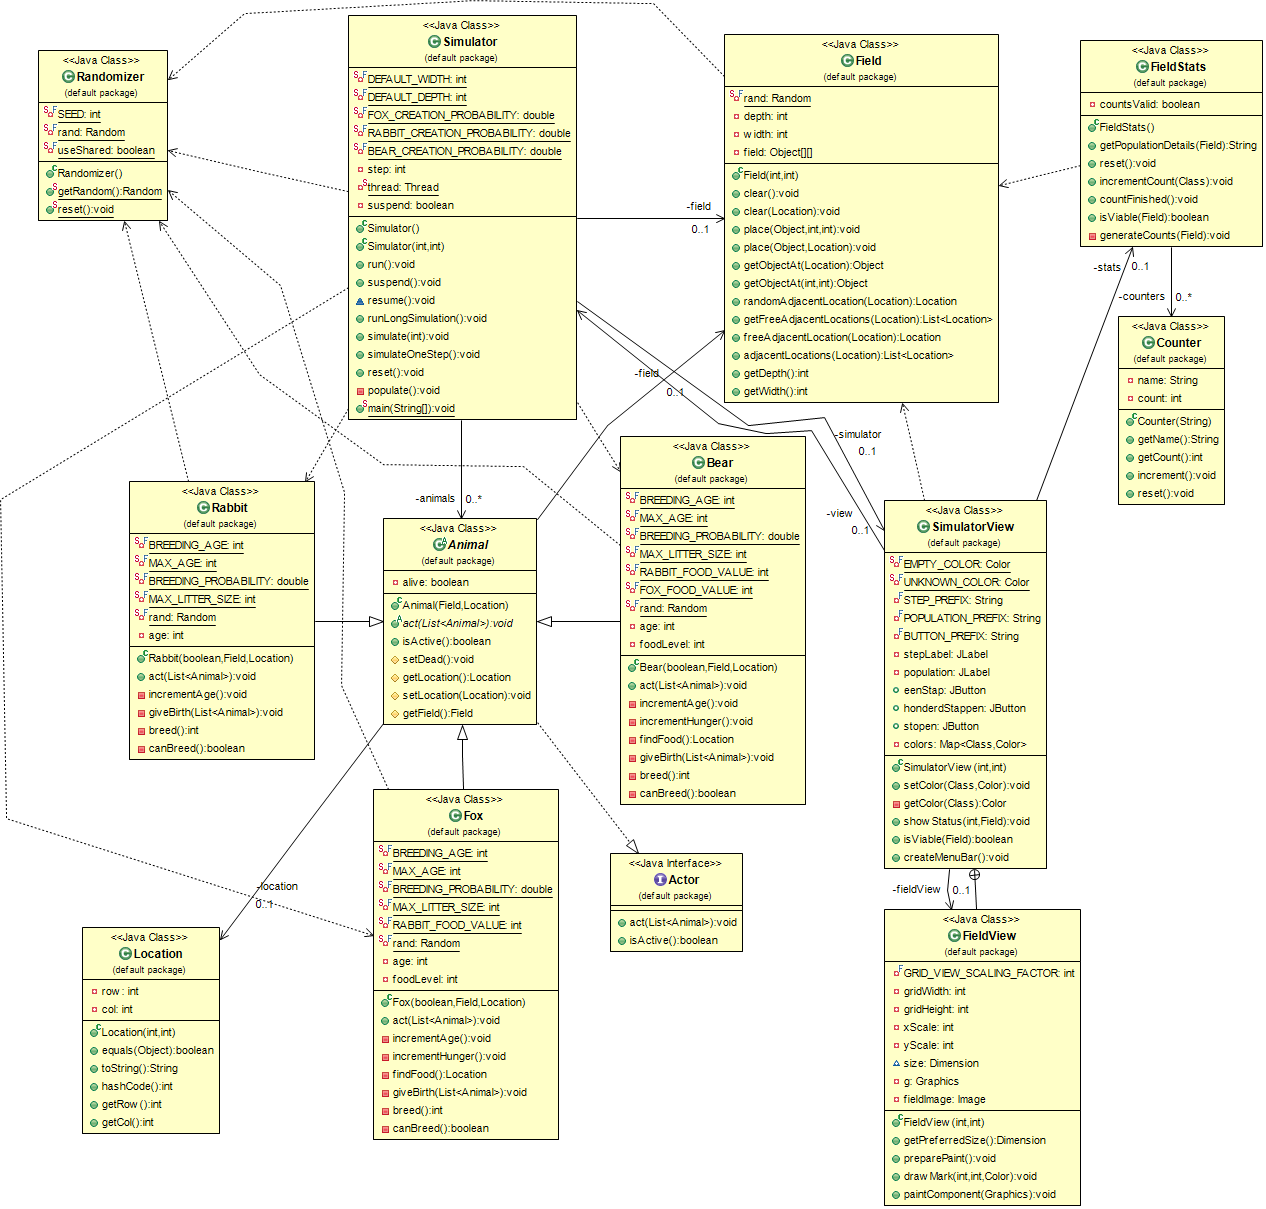 <<Java Class>>
Randomizer
(default package)
SEED: int
rand: Random
useShared: boolean
Randomizer()
getRandom():Random
reset():void
<<Java Class>>
Simulator
(default package)
DEFAULT_WIDTH: int
DEFAULT_DEPTH: int
FOX_CREATION_PROBABILITY: double
RABBIT_CREATION_PROBABILITY: double
BEAR_CREATION_PROBABILITY: double
step: int
thread: Thread
suspend: boolean
Simulator()
Simulator(int,int)
run():void
suspend():void
resume():void
runLongSimulation():void
simulate(int):void
simulateOneStep():void
reset():void
populate():void
main(String[]):void
<<Java Class>>
Field
(default package)
rand: Random
depth: int
width: int
field: Object[][]
Field(int,int)
clear():void
clear(Location):void
place(Object,int,int):void
place(Object,Location):void
getObjectAt(Location):Object
getObjectAt(int,int):Object
randomAdjacentLocation(Location):Location
getFreeAdjacentLocations(Location):List<Location>
freeAdjacentLocation(Location):Location
adjacentLocations(Location):List<Location>
getDepth():int
getWidth():int
<<Java Class>>
FieldStats
(default package)
countsValid: boolean
FieldStats()
getPopulationDetails(Field):String
reset():void
incrementCount(Class):void
countFinished():void
isViable(Field):boolean
generateCounts(Field):void
-field
0..1
-stats
0..1
-counters
0..*
<<Java Class>>
Counter
(default package)
name: String
count: int
Counter(String)
getName():String
getCount():int
increment():void
reset():void
-field
0..1
-simulator
0..1
-view
0..1
-animals
0..*
<<Java Class>>
Rabbit
(default package)
BREEDING_AGE: int
MAX_AGE: int
BREEDING_PROBABILITY: double
MAX_LITTER_SIZE: int
rand: Random
age: int
Rabbit(boolean,Field,Location)
act(List<Animal>):void
incrementAge():void
giveBirth(List<Animal>):void
breed():int
canBreed():boolean
<<Java Class>>
Animal
(default package)
alive: boolean
Animal(Field,Location)
act(List<Animal>):void
isActive():boolean
setDead():void
getLocation():Location
setLocation(Location):void
getField():Field
<<Java Class>>
Bear
(default package)
BREEDING_AGE: int
MAX_AGE: int
BREEDING_PROBABILITY: double
MAX_LITTER_SIZE: int
RABBIT_FOOD_VALUE: int
FOX_FOOD_VALUE: int
rand: Random
age: int
foodLevel: int
Bear(boolean,Field,Location)
act(List<Animal>):void
incrementAge():void
incrementHunger():void
findFood():Location
giveBirth(List<Animal>):void
breed():int
canBreed():boolean
<<Java Class>>
SimulatorView
(default package)
EMPTY_COLOR: Color
UNKNOWN_COLOR: Color
STEP_PREFIX: String
POPULATION_PREFIX: String
BUTTON_PREFIX: String
stepLabel: JLabel
population: JLabel
eenStap: JButton
honderdStappen: JButton
stopen: JButton
colors: Map<Class,Color>
SimulatorView(int,int)
setColor(Class,Color):void
getColor(Class):Color
showStatus(int,Field):void
isViable(Field):boolean
createMenuBar():void
-fieldView
0..1
-location
0..1
<<Java Class>>
Fox
(default package)
BREEDING_AGE: int
MAX_AGE: int
BREEDING_PROBABILITY: double
MAX_LITTER_SIZE: int
RABBIT_FOOD_VALUE: int
rand: Random
age: int
foodLevel: int
Fox(boolean,Field,Location)
act(List<Animal>):void
incrementAge():void
incrementHunger():void
findFood():Location
giveBirth(List<Animal>):void
breed():int
canBreed():boolean
<<Java Interface>>
Actor
(default package)
act(List<Animal>):void
isActive():boolean
<<Java Class>>
Location
(default package)
row: int
col: int
Location(int,int)
equals(Object):boolean
toString():String
hashCode():int
getRow():int
getCol():int
<<Java Class>>
FieldView
(default package)
GRID_VIEW_SCALING_FACTOR: int
gridWidth: int
gridHeight: int
xScale: int
yScale: int
size: Dimension
g: Graphics
fieldImage: Image
FieldView(int,int)
getPreferredSize():Dimension
preparePaint():void
drawMark(int,int,Color):void
paintComponent(Graphics):void